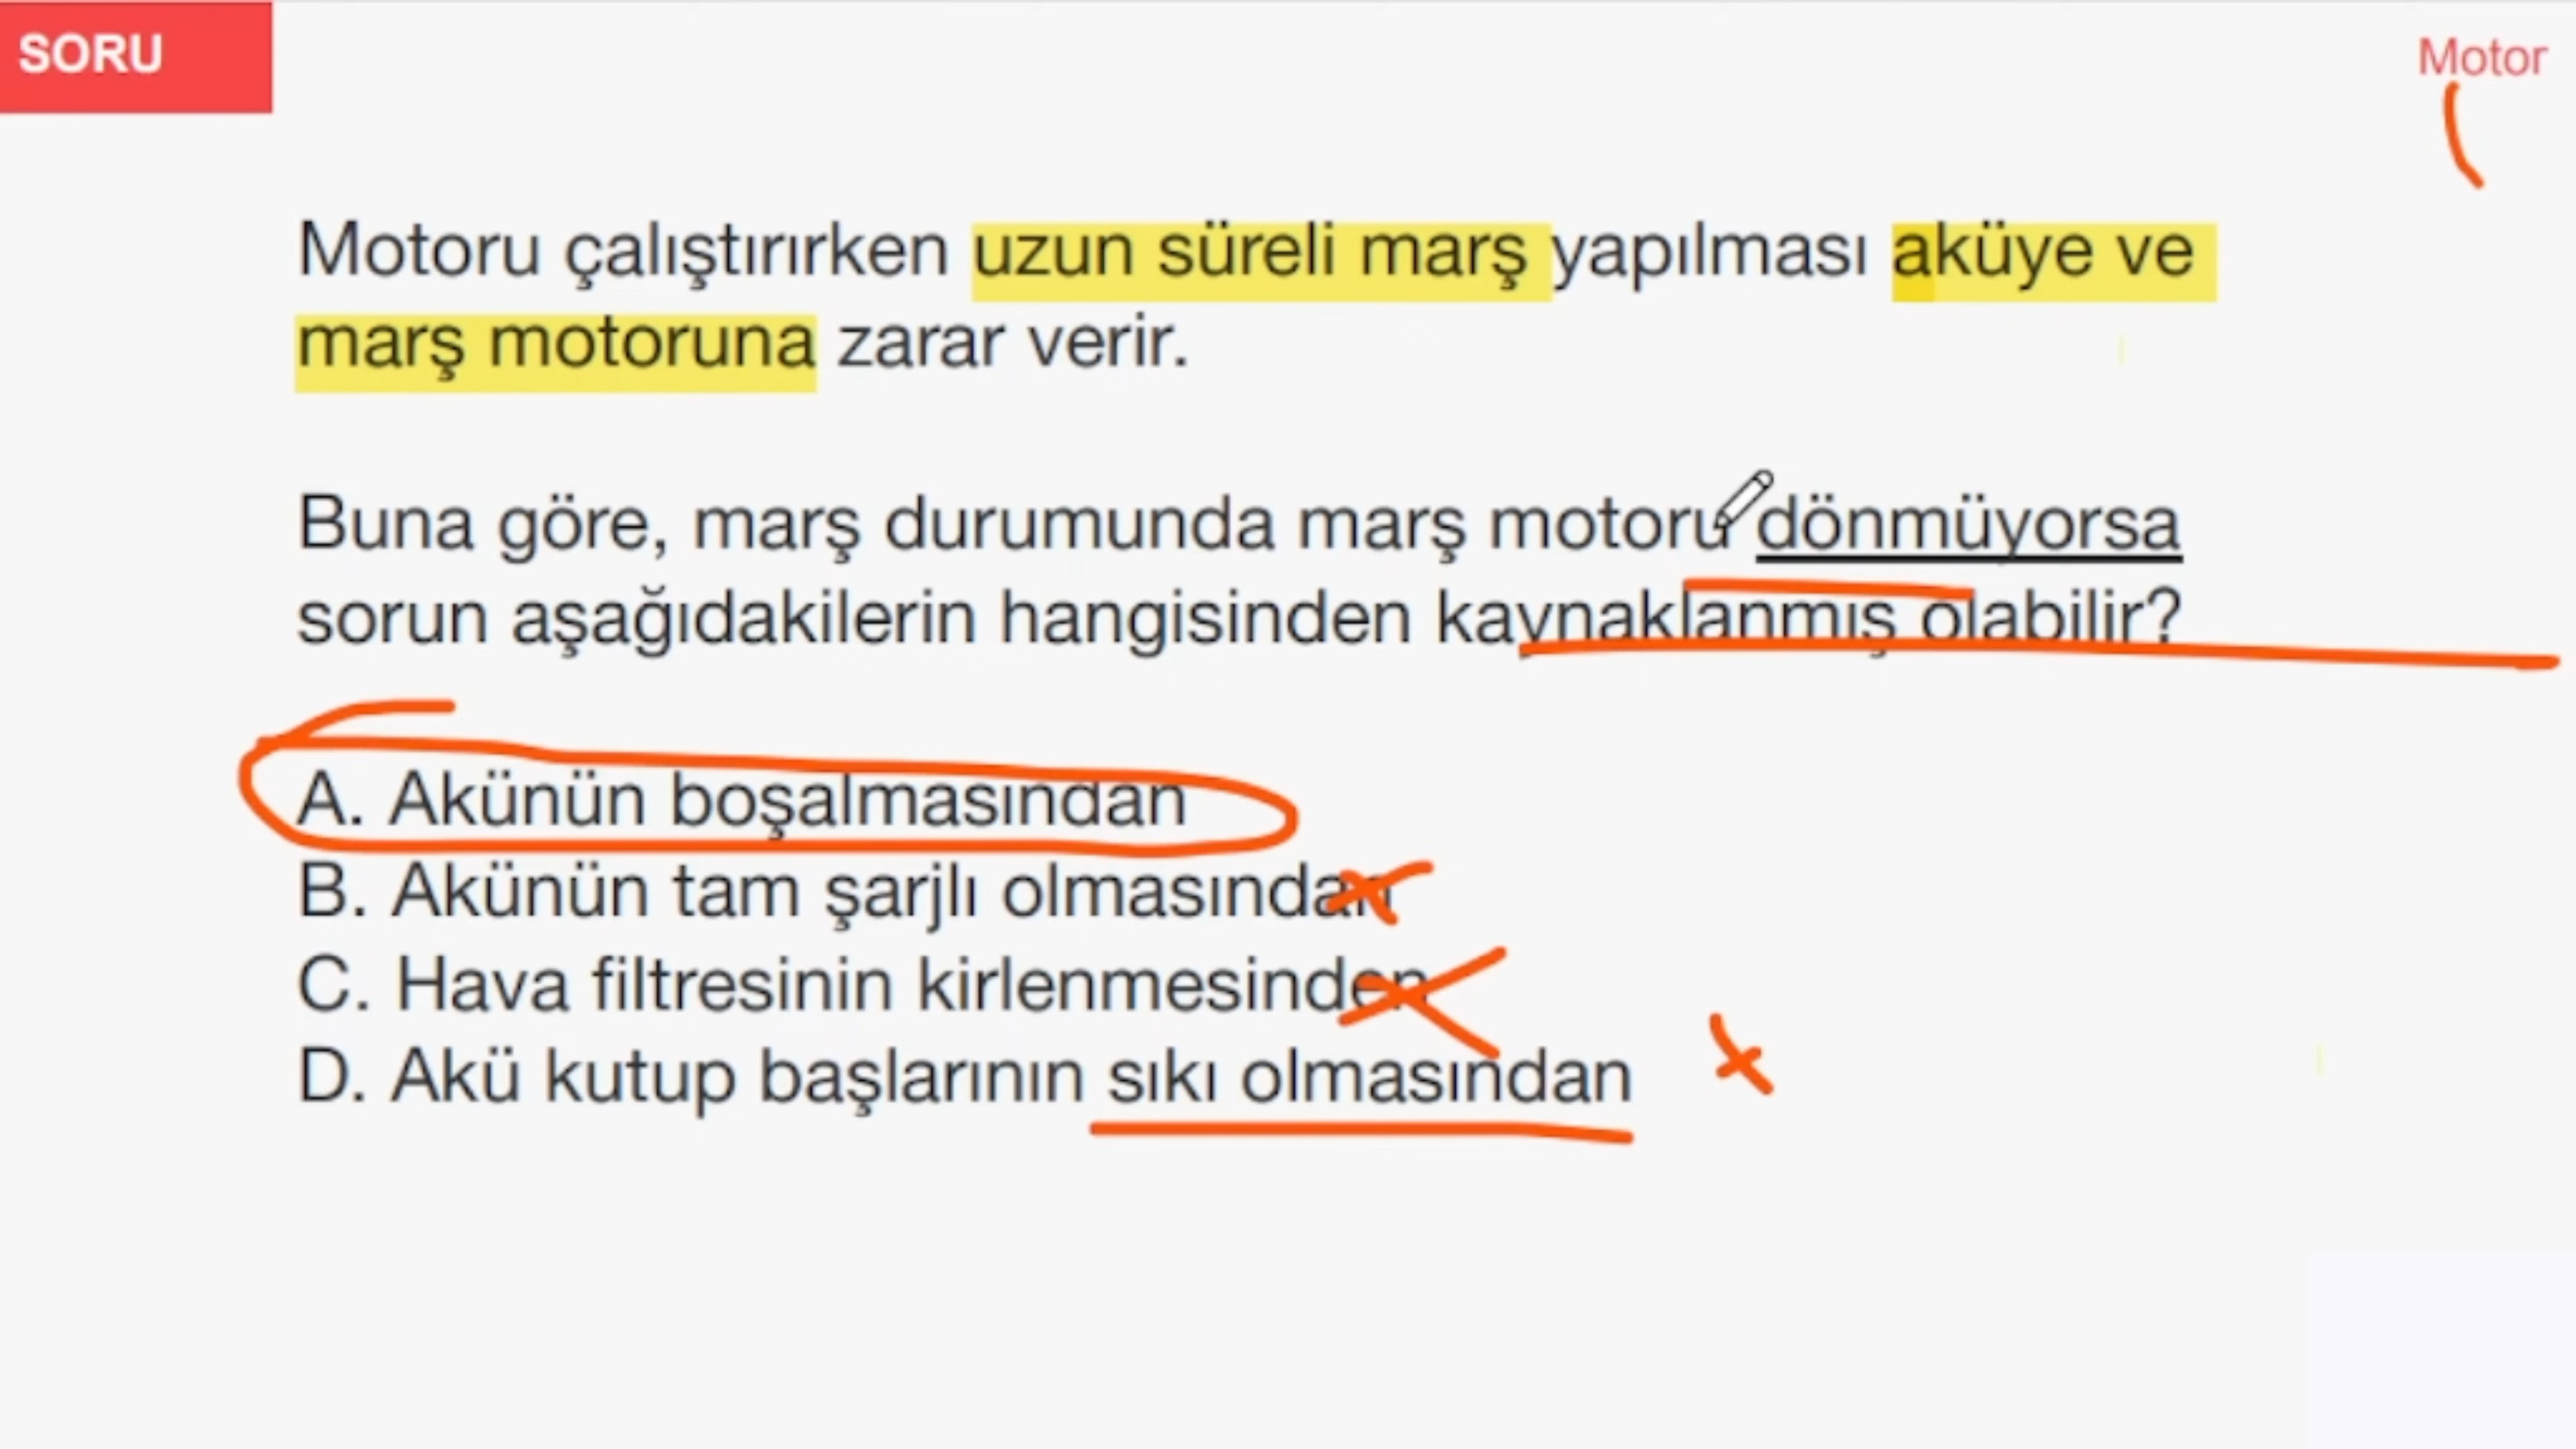 SORU
Motor
Motoru çalıştırırken uzun süreli marş yapılması aküye ve
marş motoruna zarar verir.
Buna göre, marş durumunda marş motoru dönmüyorsa
sorun aşağıdakilerin hangisinden kaynaklanmış olabilir?
A. Akünün boşalmasından
B. Akünün tam şarjlı olmasından
C. Hava filtresinin kirlenmesinden
D. Akü kutup başlarının sıkı olmasından